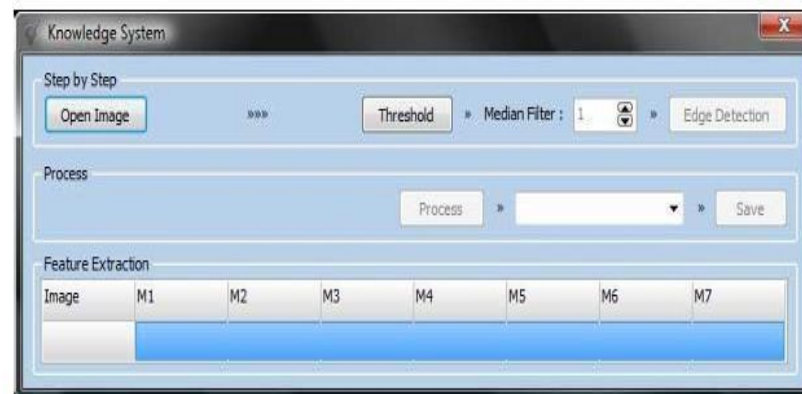 Knowledge System X
Step by Step
Open Image »»» Threshold » Median Filter : 1 » Edge Detection
Process
Process » » Save
Feature Extraction
Image M1 M2 M3 M4 M5 M6 M7